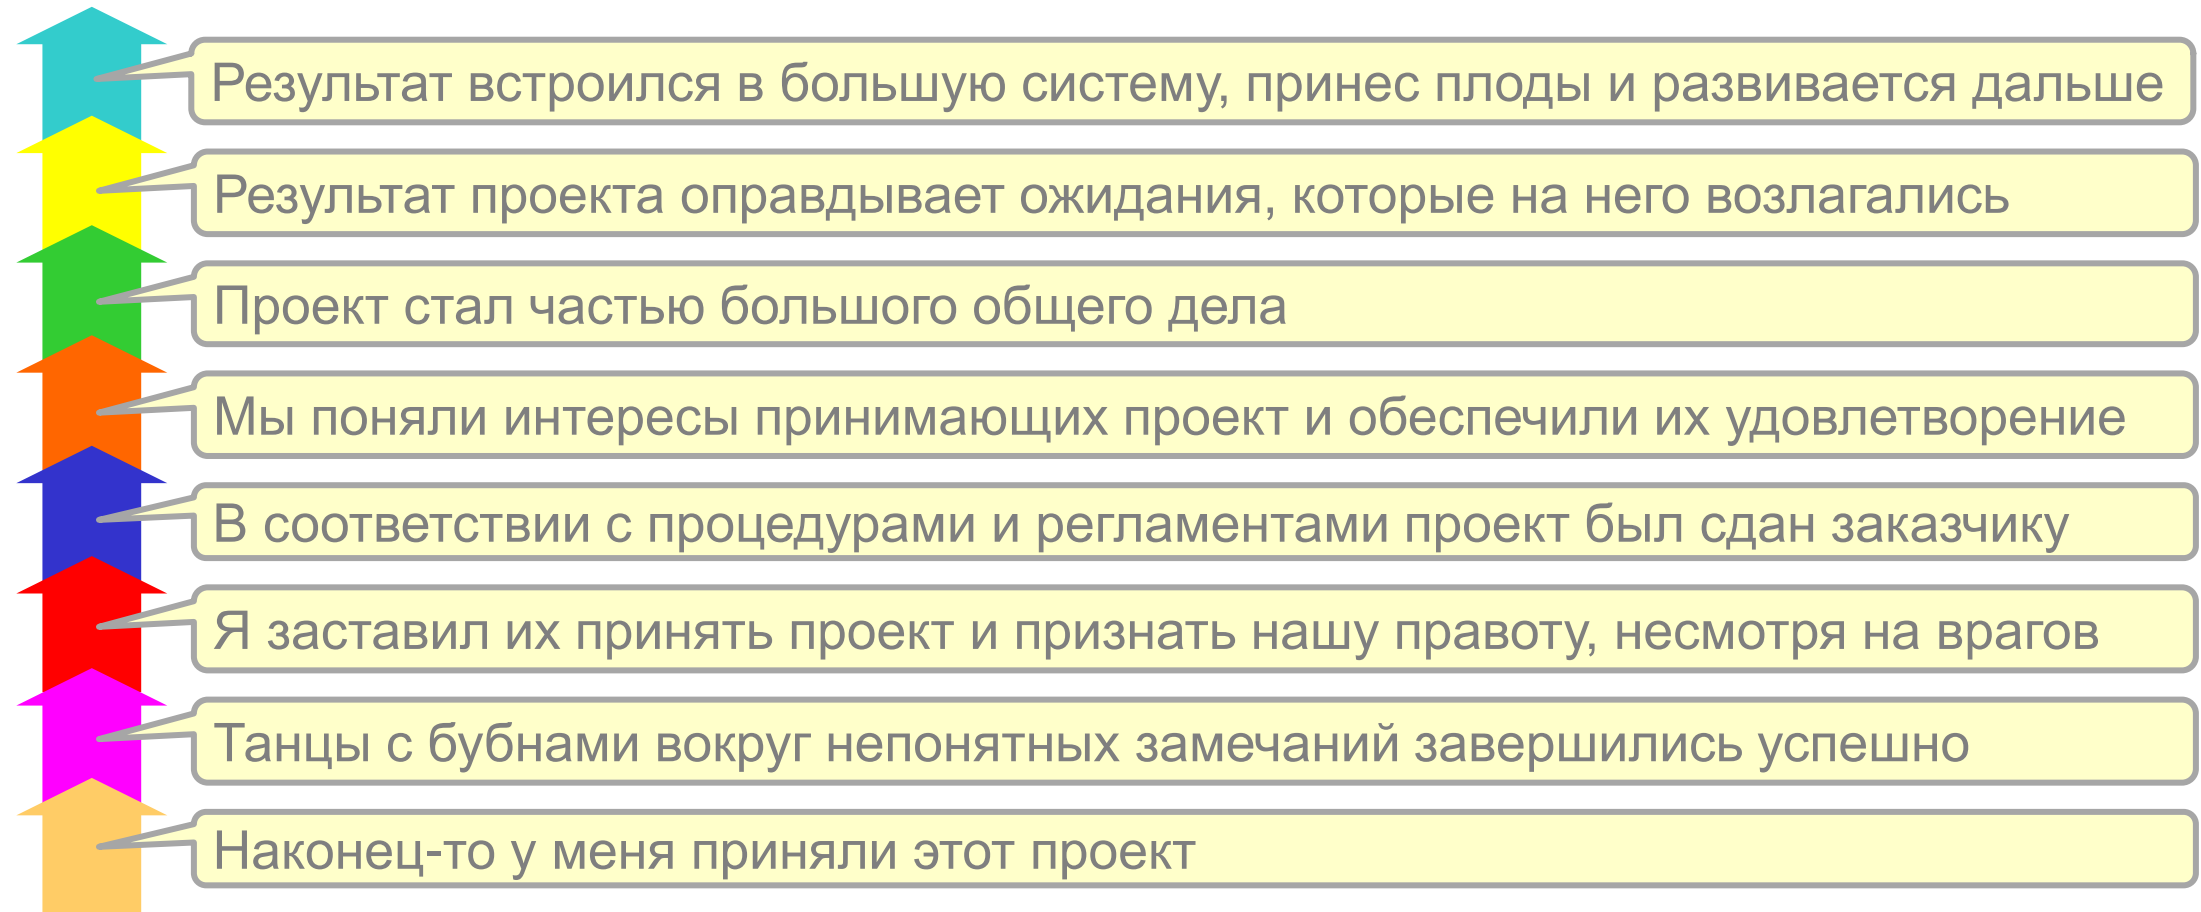 Результат встроился в большую систему, принес плоды и развивается дальше
Результат проекта оправдывает ожидания, которые на него возлагались
Проект стал частью большого общего дела
Мы поняли интересы принимающих проект и обеспечили их удовлетворение
В соответствии с процедурами и регламентами проект был сдан заказчику
Я заставил их принять проект и признать нашу правоту, несмотря на врагов
Танцы с бубнами вокруг непонятных замечаний завершились успешно
Наконец-то у меня приняли этот проект